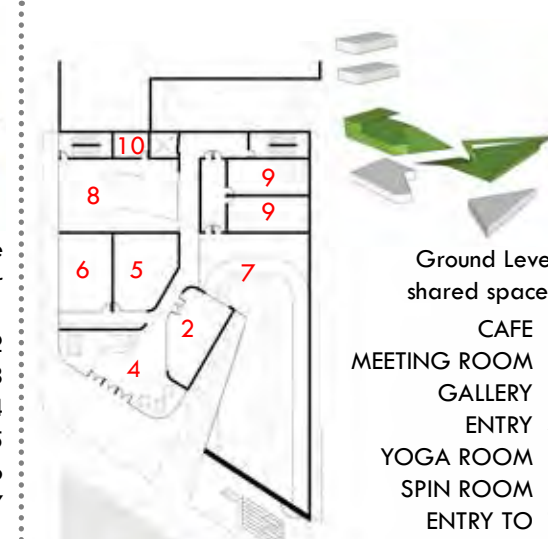 10
9
8
9
6
5
7
2
4
Ground Leve
shared space
CAFE
MEETING ROOM
GALLERY
ENTRY
YOGA ROOM
SPIN ROOM
ENTRY TO